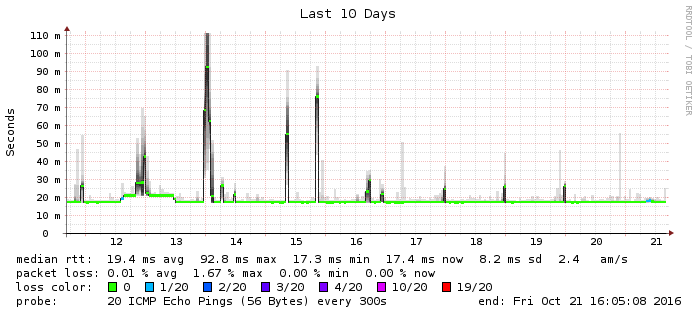 Last 10 Days
RRDTOOL / TOBI OETIKER
Seconds
110 m
100 m
90 m
80 m
70 m
60 m
50 m
40 m
30 m
20 m
10 m
0
12 13 14 15 16 17 18 19 20 21
median rtt: 19.4 ms avg 92.8 ms max 17.3 ms min 17.4 ms now 8.2 ms sd 2.4 am/s
packet loss: 0.01 % avg 1.67 % max 0.00 % min 0.00 % now
loss color: 0 1/20 2/20 3/20 4/20 10/20 19/20
probe: 20 ICMP Echo Pings (56 Bytes) every 300s end: Fri Oct 21 16:05:08 2016